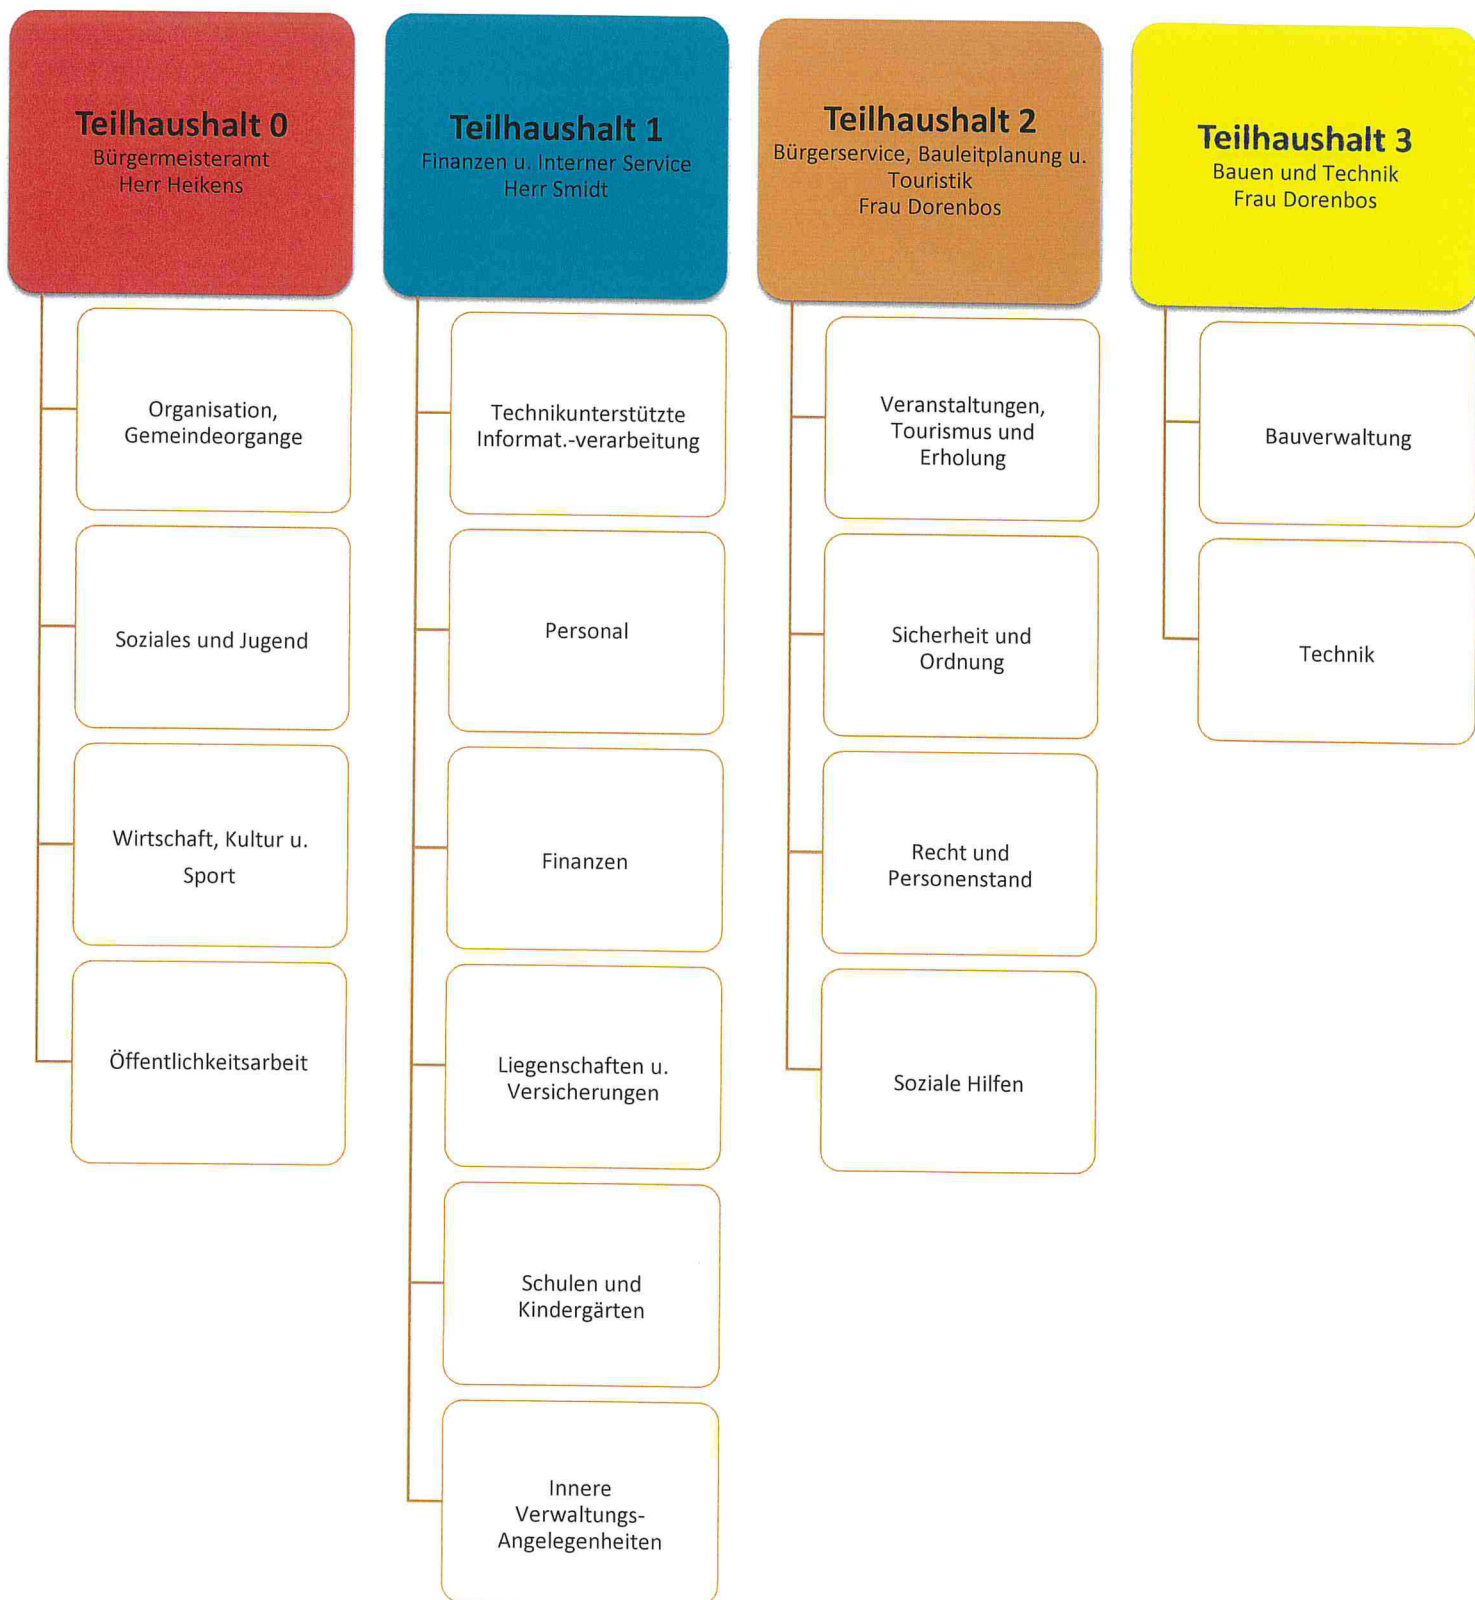 Teilhaushalt 0
Bürgermeisteramt
Herr Heikens
Organisation,
Gemeindeorgange
Soziales und Jugend
Wirtschaft, Kultur u.
Sport
Öffentlichkeitsarbeit
Teilhaushalt 1
Finanzen u. Interner Service
Herr Smidt
Technikunterstützte
Informat.-verarbeitung
Personal
Finanzen
Liegenschaften u.
Versicherungen
Schulen und
Kindergärten
Innere
Verwaltungs-
Angelegenheiten
Teilhaushalt 2
Bürgerservice, Bauleitplanung u.
Touristik
Frau Dorenbos
Veranstaltungen,
Tourismus und
Erholung
Sicherheit und
Ordnung
Recht und
Personenstand
Soziale Hilfen
Teilhaushalt 3
Bauen und Technik
Frau Dorenbos
Bauverwaltung
Technik